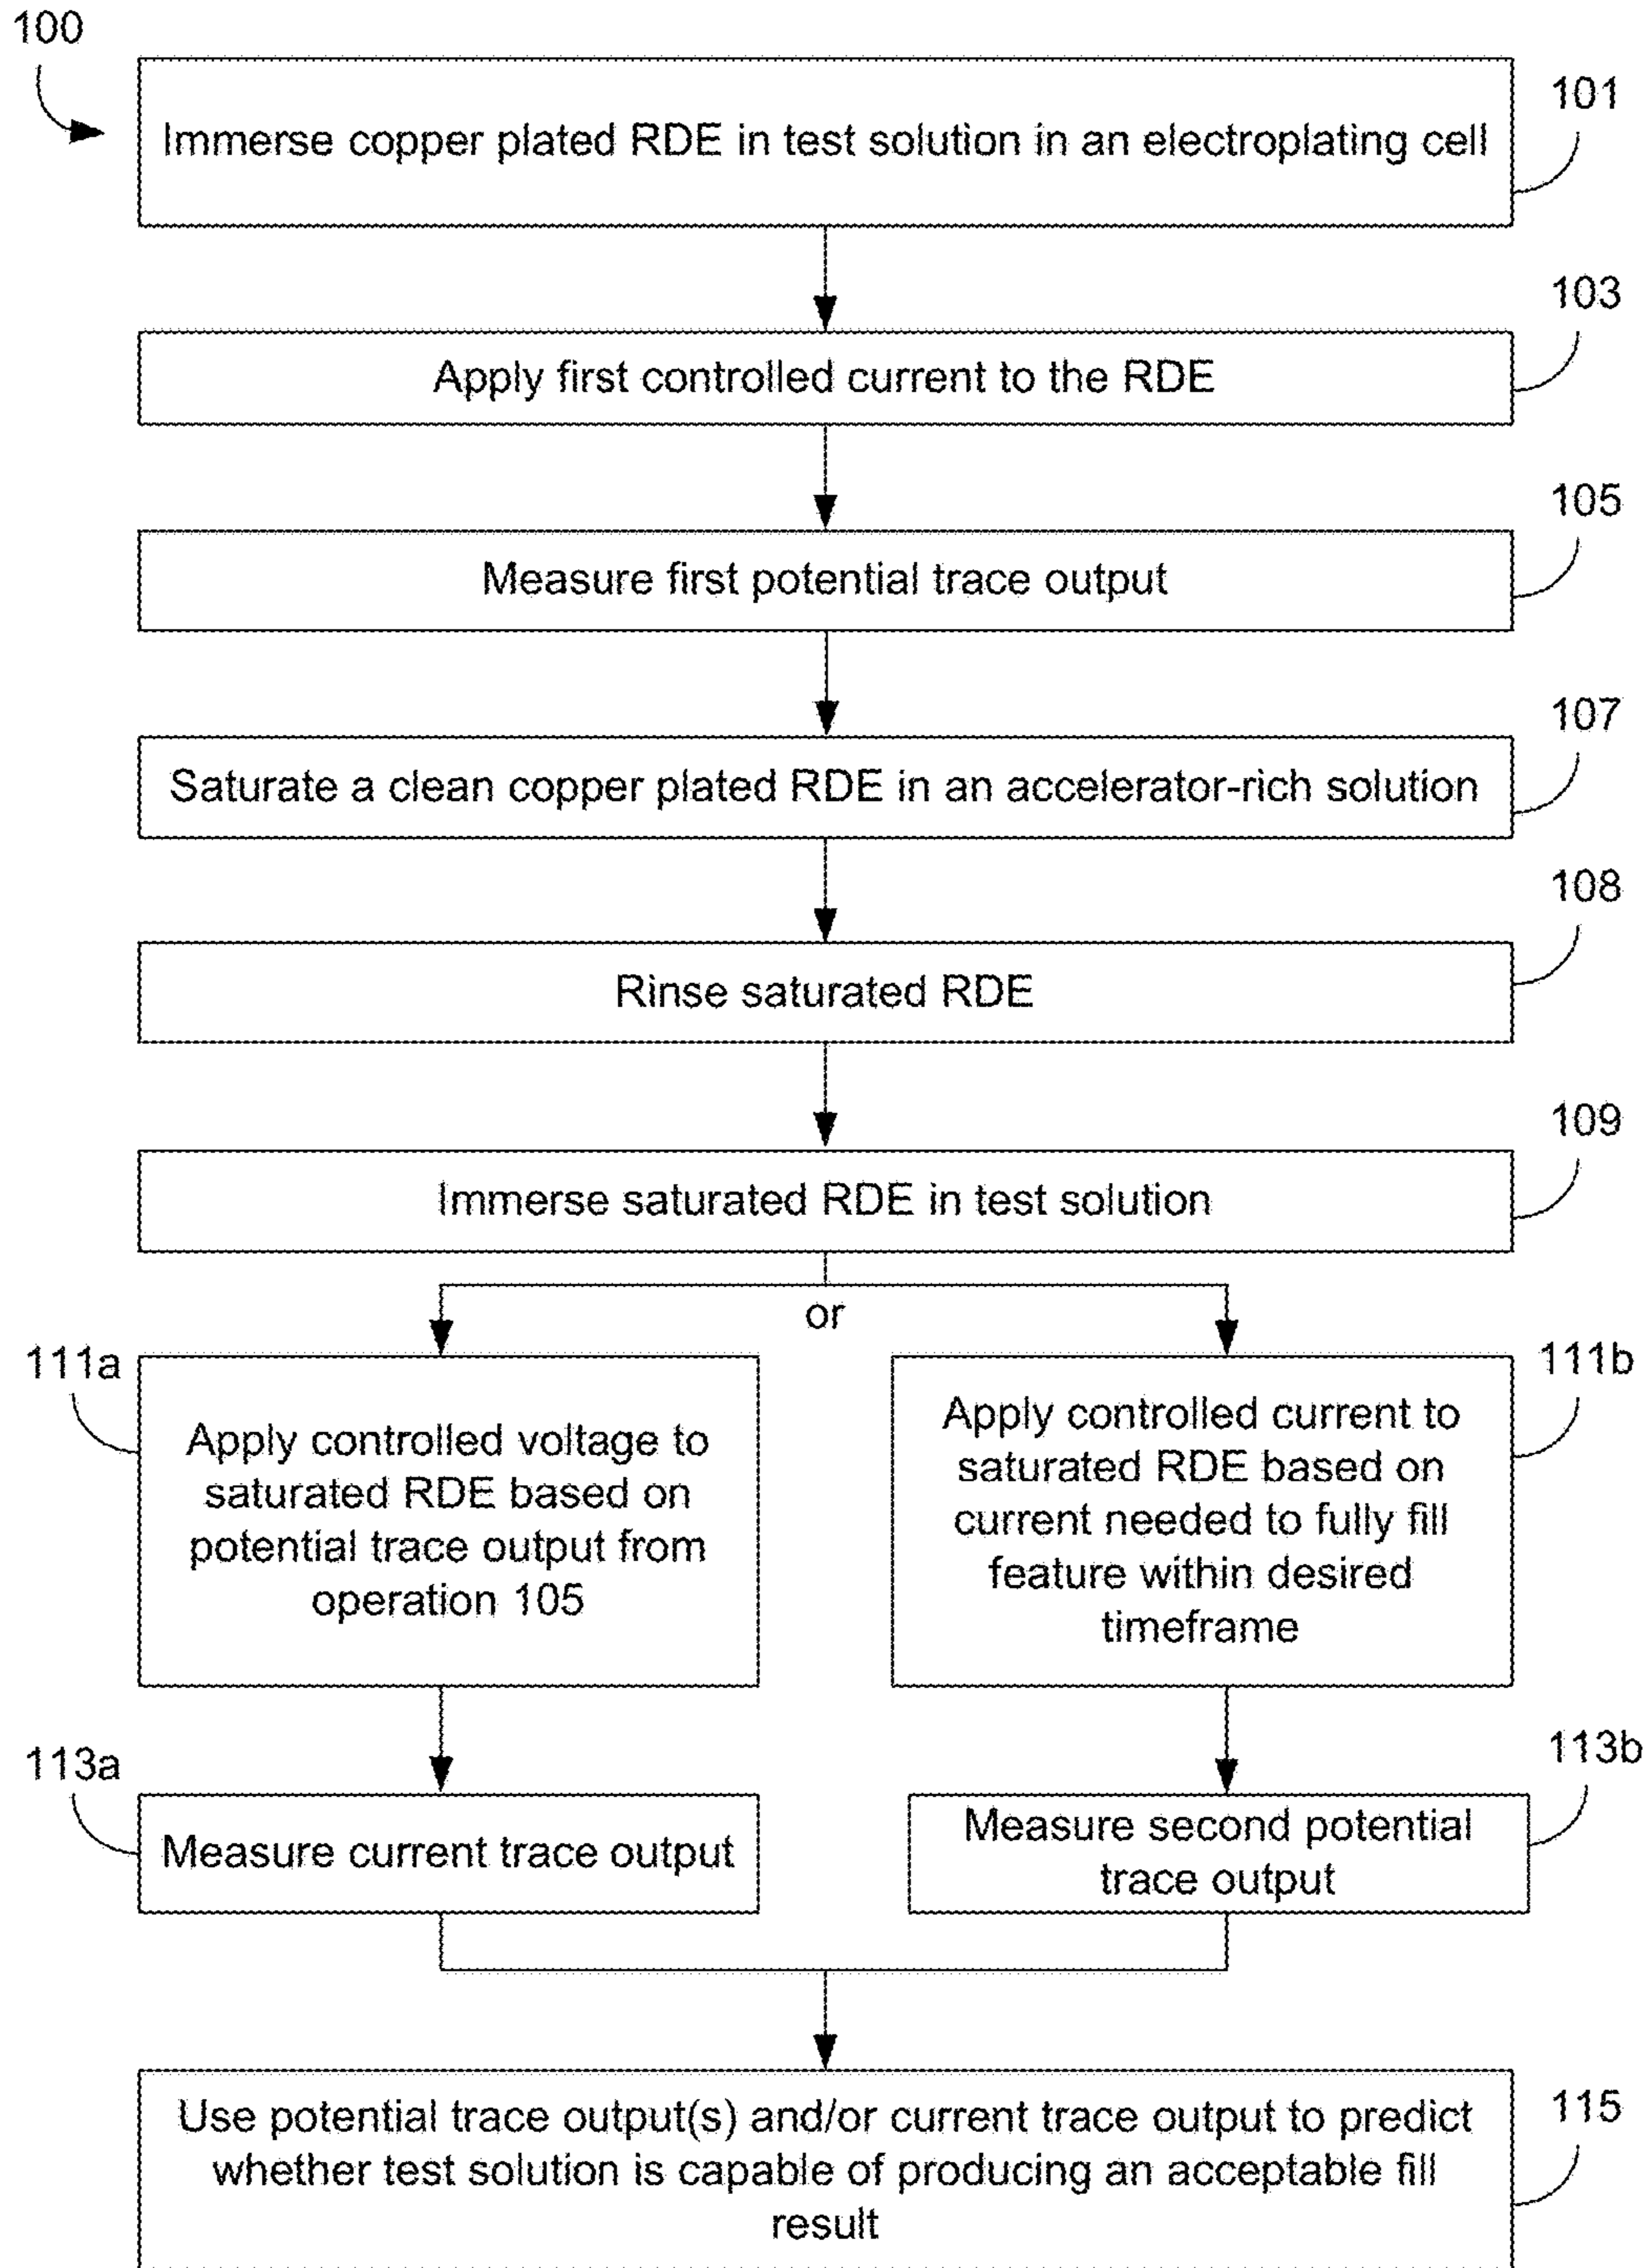 100
101
Immerse copper plated RDE in test solution in an electroplating cell
103
Apply first controlled current to the RDE
105
Measure first potential trace output
107
Saturate a clean copper plated RDE in an accelerator-rich solution
108
Rinse saturated RDE
109
Immerse saturated RDE in test solution
or
111a
Apply controlled voltage to
saturated RDE based on
potential trace output from
operation 105
111b
Apply controlled current to
saturated RDE based on
current needed to fully fill
feature within desired
timeframe
113a
Measure current trace output
113b
Measure second potential
trace output
115
Use potential trace output(s) and/or current trace output to predict
whether test solution is capable of producing an acceptable fill
result